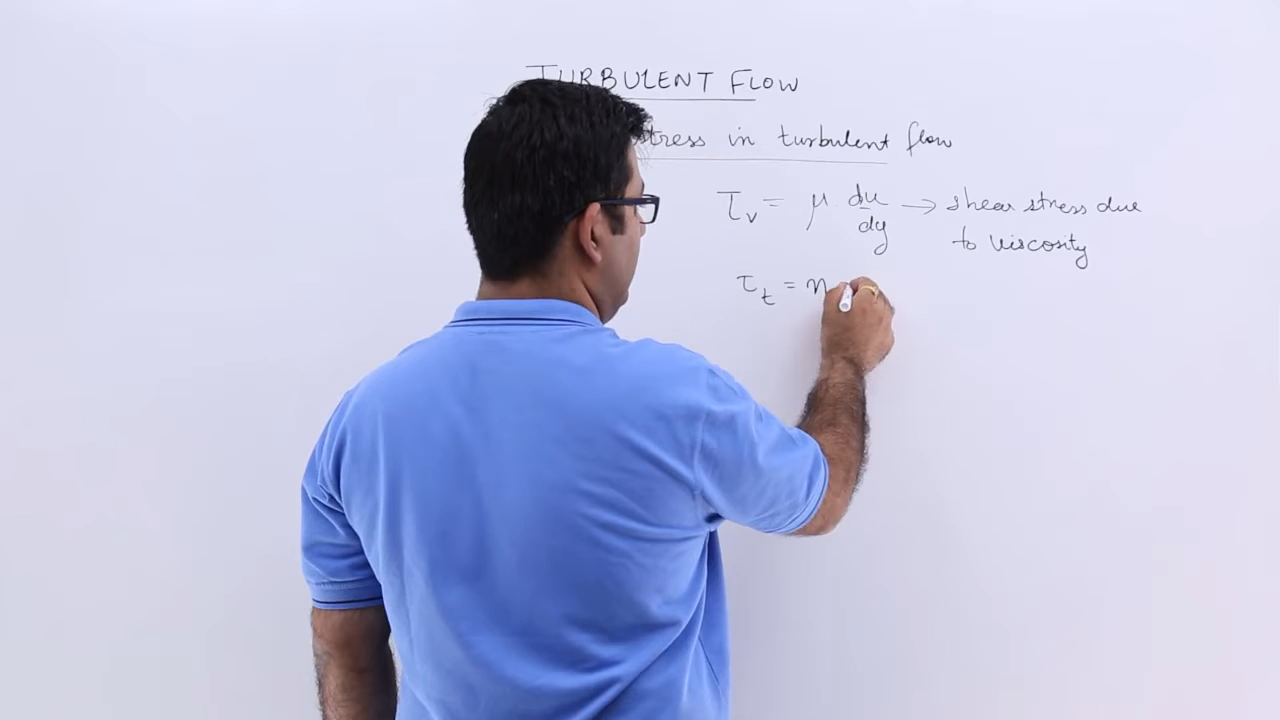 TURBULENT FLOW
stress in turbulent flow
τv = μ. du/dy → shear stress due
to viscosity
τt = η